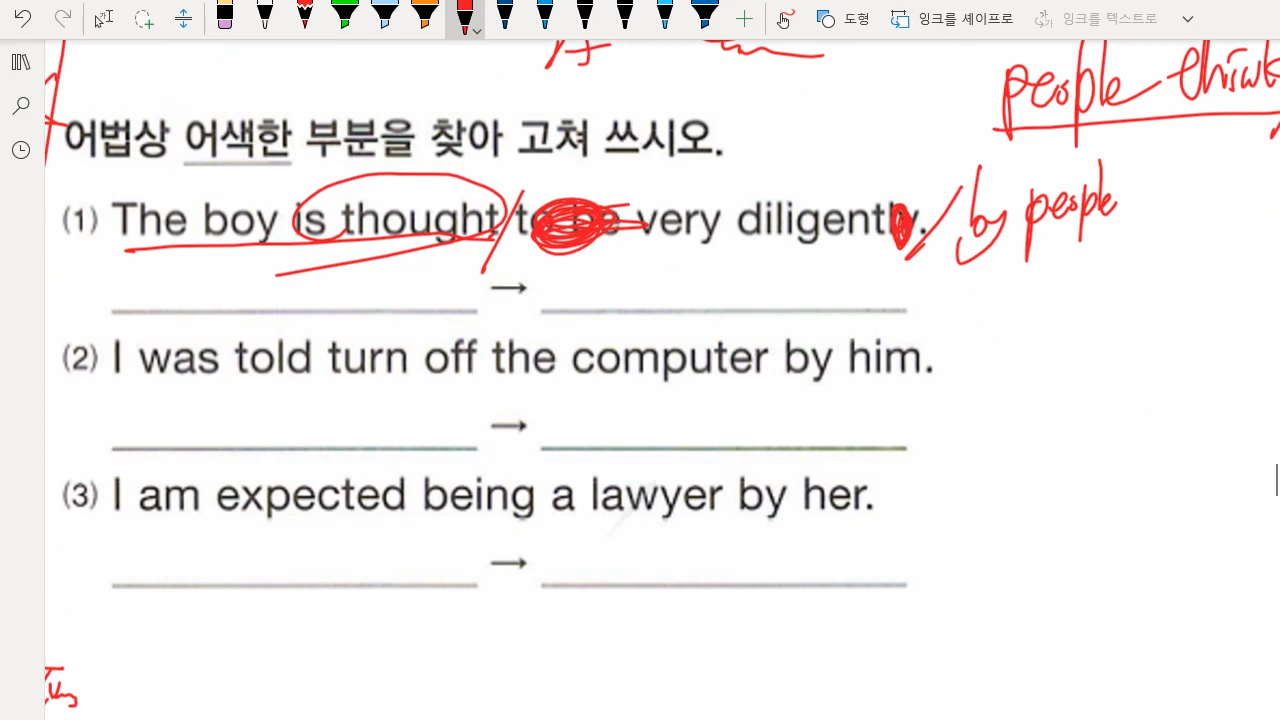 도형 잉크를 셰이프로 잉크를 텍스트로
people think
어법상 어색한 부분을 찾아 고쳐 쓰시오.
(1) The boy is thought to be very diligently. by people
→
(2) I was told turn off the computer by him.
→
(3) I am expected being a lawyer by her.
→